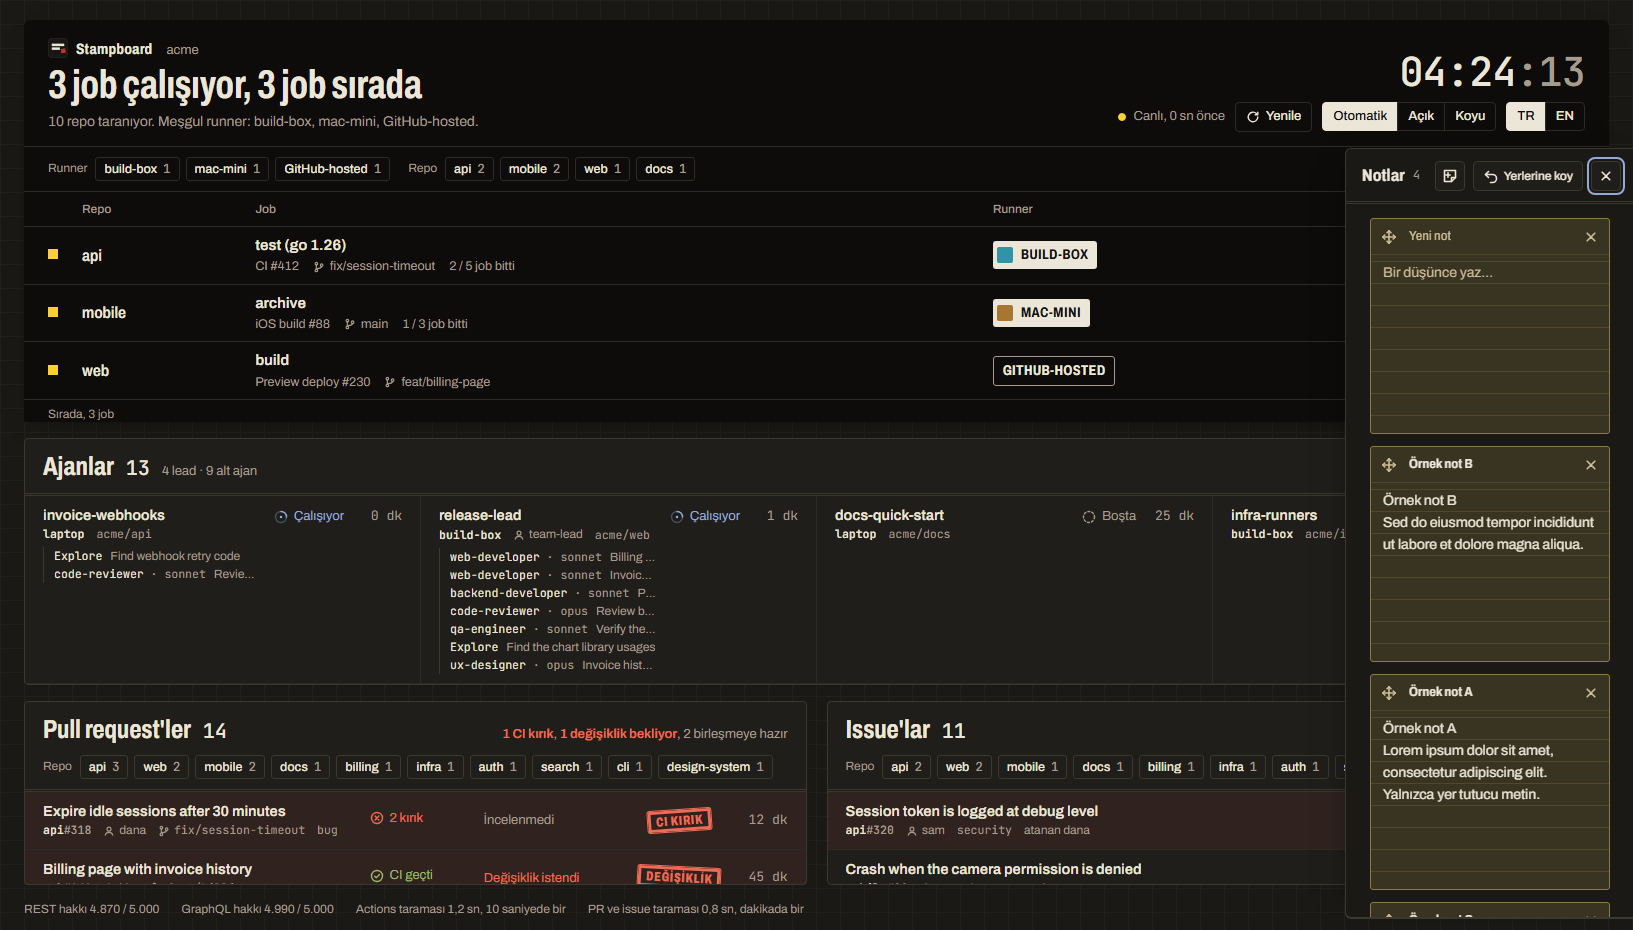 Stampboard acme
3 job çalışıyor, 3 job sırada
10 repo taranıyor. Meşgul runner: build-box, mac-mini, GitHub-hosted.
04:24:13
Canlı, 0 sn önce Yenile Otomatik Açık Koyu TR EN
Runner build-box 1 mac-mini 1 GitHub-hosted 1 Repo api 2 mobile 2 web 1 docs 1
Repo Job Runner
api test (go 1.26) BUILD-BOX
CI #412 fix/session-timeout 2 / 5 job bitti
mobile archive MAC-MINI
iOS build #88 main 1 / 3 job bitti
web build GITHUB-HOSTED
Preview deploy #230 feat/billing-page
Sırada, 3 job
Ajanlar 13 4 lead · 9 alt ajan
invoice-webhooks Çalışıyor 0 dk
laptop acme/api
Explore Find webhook retry code
code-reviewer · sonnet Revie...
release-lead Çalışıyor 1 dk
build-box team-lead acme/web
web-developer · sonnet Billing ...
web-developer · sonnet Invoic...
backend-developer · sonnet P...
code-reviewer · opus Review b...
qa-engineer · sonnet Verify the...
Explore Find the chart library usages
ux-designer · opus Invoice hist...
docs-quick-start Boşta 25 dk
laptop acme/docs
infra-runners
build-box acme/i
Pull request'ler 14 1 CI kırık, 1 değişiklik bekliyor, 2 birleşmeye hazır
Repo api 3 web 2 mobile 2 docs 1 billing 1 infra 1 auth 1 search 1 cli 1 design-system 1
Expire idle sessions after 30 minutes 2 kırık İncelenmedi CI KIRIK 12 dk
api#318 dana fix/session-timeout bug
Billing page with invoice history CI geçti Değişiklik istendi DEĞİŞİKLİK 45 dk
Issue'lar 11
Repo api 2 web 2 mobile 1 docs 1 billing 1 infra 1 auth 1
Session token is logged at debug level
api#320 sam security atanan dana
Crash when the camera permission is denied
REST hakkı 4.870 / 5.000 GraphQL hakkı 4.990 / 5.000 Actions taraması 1,2 sn, 10 saniyede bir PR ve issue taraması 0,8 sn, dakikada bir
Notlar 4 Yerlerine koy
Yeni not
Bir düşünce yaz...
Örnek not B
Örnek not B
Sed do eiusmod tempor incididunt
ut labore et dolore magna aliqua.
Örnek not A
Örnek not A
Lorem ipsum dolor sit amet,
consectetur adipiscing elit.
Yalnızca yer tutucu metin.